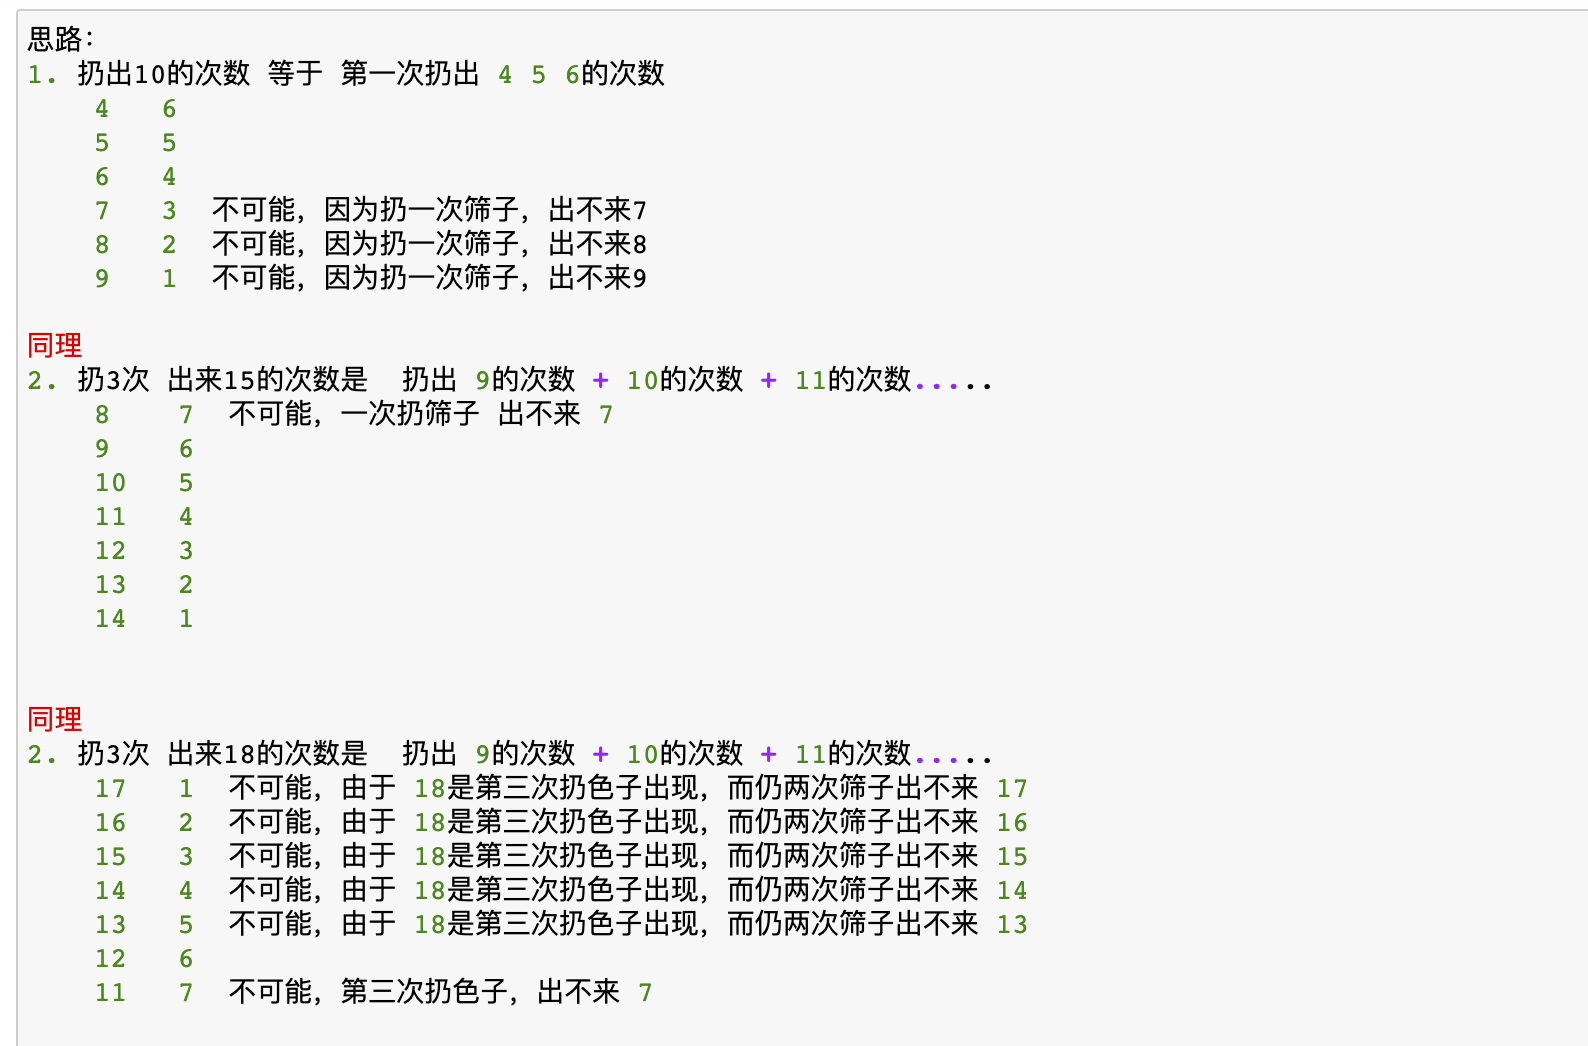 思路：
1. 扔出10的次数 等于 第一次扔出 4 5 6的次数
4 6
5 5
6 4
7 3 不可能，因为扔一次筛子，出不来7
8 2 不可能，因为扔一次筛子，出不来8
9 1 不可能，因为扔一次筛子，出不来9
同理
2. 扔3次 出来15的次数是 扔出 9的次数 + 10的次数 + 11的次数.....
8 7 不可能，一次扔筛子 出不来 7
9 6
10 5
11 4
12 3
13 2
14 1
同理
2. 扔3次 出来18的次数是 扔出 9的次数 + 10的次数 + 11的次数.....
17 1 不可能，由于 18是第三次扔色子出现，而仍两次筛子出不来 17
16 2 不可能，由于 18是第三次扔色子出现，而仍两次筛子出不来 16
15 3 不可能，由于 18是第三次扔色子出现，而仍两次筛子出不来 15
14 4 不可能，由于 18是第三次扔色子出现，而仍两次筛子出不来 14
13 5 不可能，由于 18是第三次扔色子出现，而仍两次筛子出不来 13
12 6
11 7 不可能，第三次扔色子，出不来 7